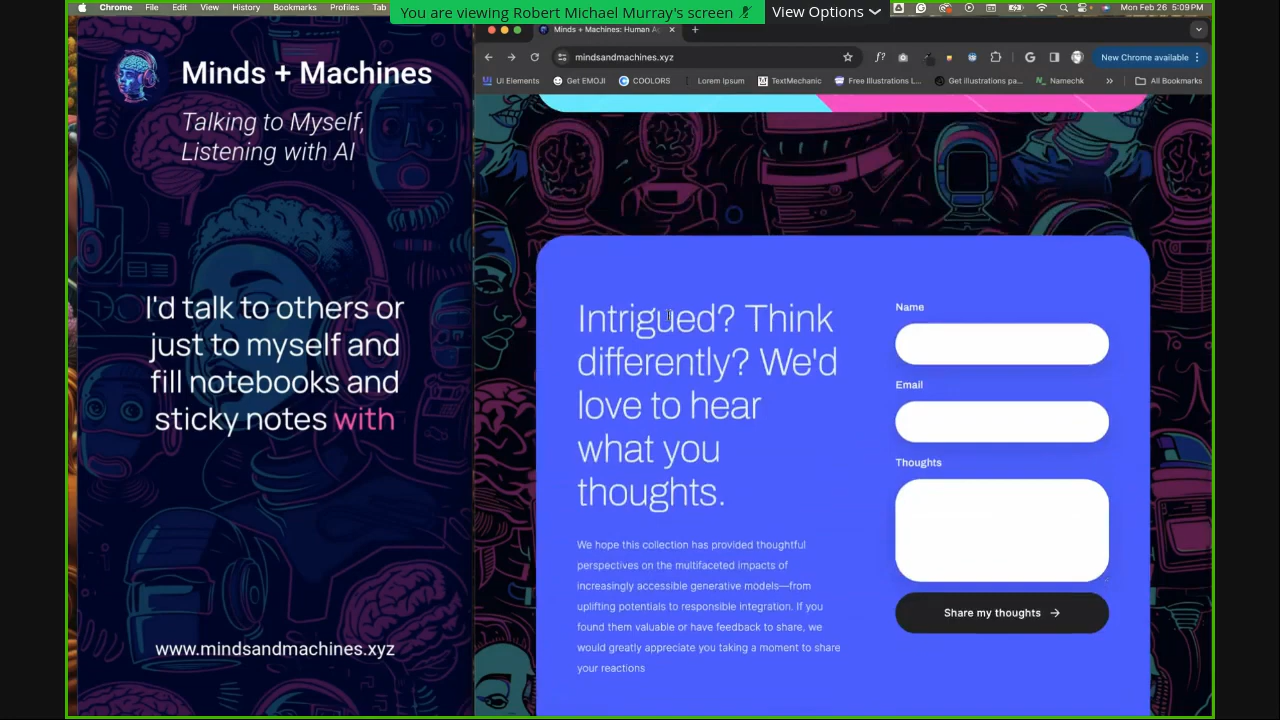 You are viewing Robert Michael Murray's screen
View Options
Chrome File Edit View History Bookmarks Profiles Tab
Mon Feb 26 5:09 PM
Minds + Machines: Human A
mindsandmachines.xyz
New Chrome available
UI Elements
Get EMOJI
COOLORS
Lorem Ipsum
TextMechanic
Free Illustrations L...
Get illustrations pa...
Namechk
All Bookmarks
Minds + Machines
Talking to Myself,
Listening with AI
I'd talk to others or
just to myself and
fill notebooks and
sticky notes with
www.mindsandmachines.xyz
Intrigued? Think
differently? We'd
love to hear
what you
thoughts.
We hope this collection has provided thoughtful
perspectives on the multifaceted impacts of
increasingly accessible generative models—from
uplifting potentials to responsible integration. If you
found them valuable or have feedback to share, we
would greatly appreciate you taking a moment to share
your reactions
Name
Email
Thoughts
Share my thoughts →